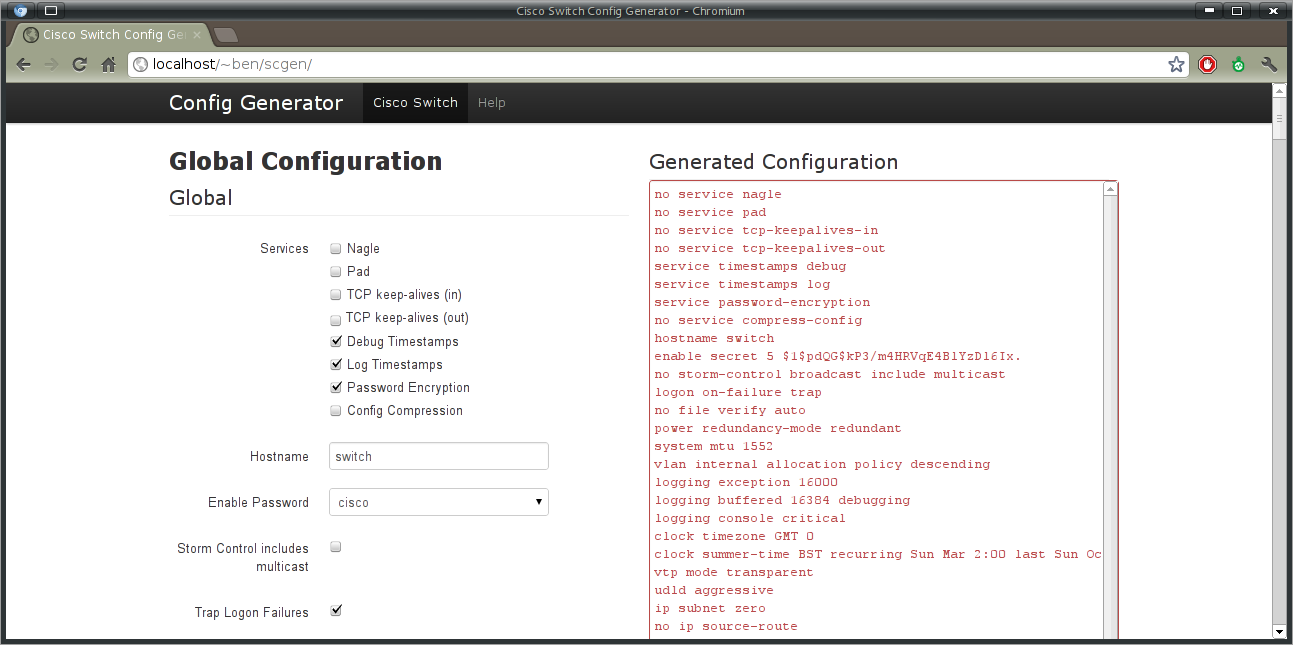 Cisco Switch Config Generator - Chromium
Cisco Switch Config Ge
localhost/~ben/scgen/
Config Generator
Cisco Switch
Help
Global Configuration
Global
Services
Nagle
Pad
TCP keep-alives (in)
TCP keep-alives (out)
Debug Timestamps
Log Timestamps
Password Encryption
Config Compression
Hostname
switch
Enable Password
cisco
Storm Control includes
multicast
Trap Logon Failures
Generated Configuration
no service nagle
no service pad
no service tcp-keepalives-in
no service tcp-keepalives-out
service timestamps debug
service timestamps log
service password-encryption
no service compress-config
hostname switch
enable secret 5 $1$pdQG$kP3/m4HRVqE4BlYzDl6Ix.
no storm-control broadcast include multicast
logon on-failure trap
no file verify auto
power redundancy-mode redundant
system mtu 1552
vlan internal allocation policy descending
logging exception 16000
logging buffered 16384 debugging
logging console critical
clock timezone GMT 0
clock summer-time BST recurring Sun Mar 2:00 last Sun Oc
vtp mode transparent
udld aggressive
ip subnet zero
no ip source-route